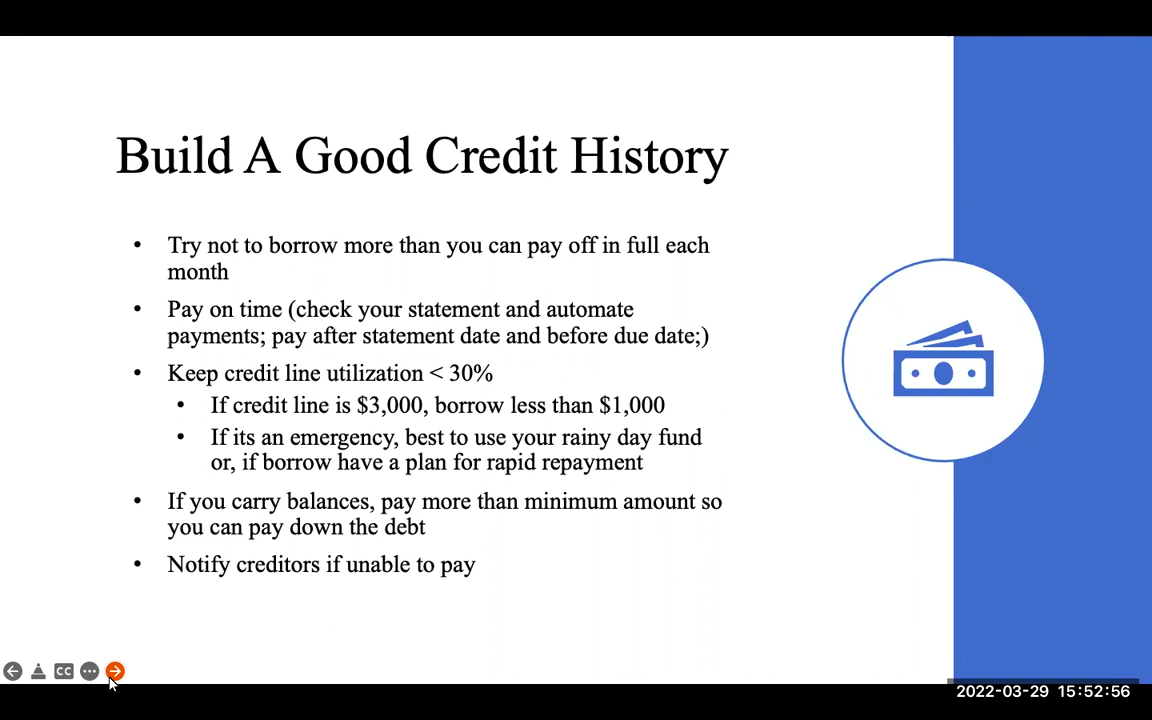 Build A Good Credit History
• Try not to borrow more than you can pay off in full each
month
• Pay on time (check your statement and automate
payments; pay after statement date and before due date;)
• Keep credit line utilization < 30%
• If credit line is $3,000, borrow less than $1,000
• If its an emergency, best to use your rainy day fund
or, if borrow have a plan for rapid repayment
• If you carry balances, pay more than minimum amount so
you can pay down the debt
• Notify creditors if unable to pay
CC
2022-03-29 15:52:56